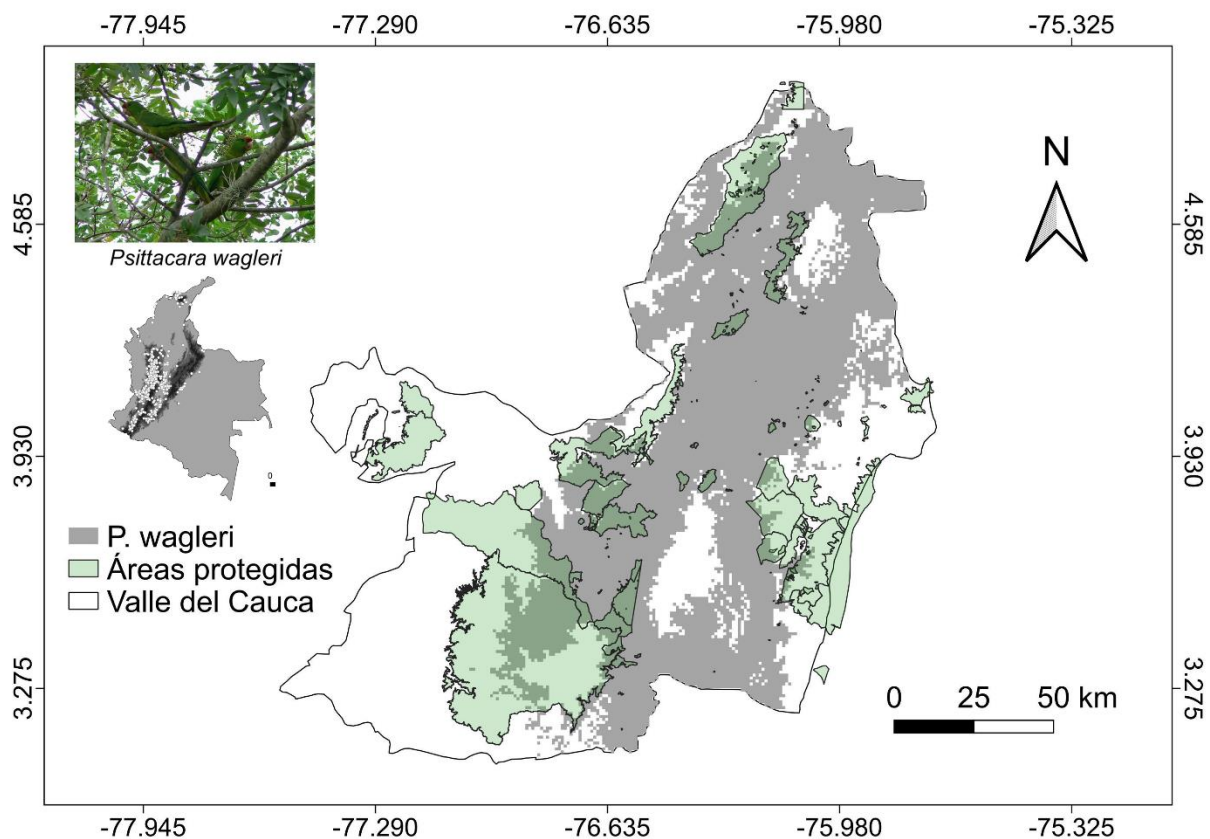 -77.945 -77.290 -76.635 -75.980 -75.325
Psittacara wagleri
N
4.585
4.585
3.930
3.930
3.275
3.275
P. wagleri
Áreas protegidas
Valle del Cauca
0 25 50 km
-77.945 -77.290 -76.635 -75.980 -75.325